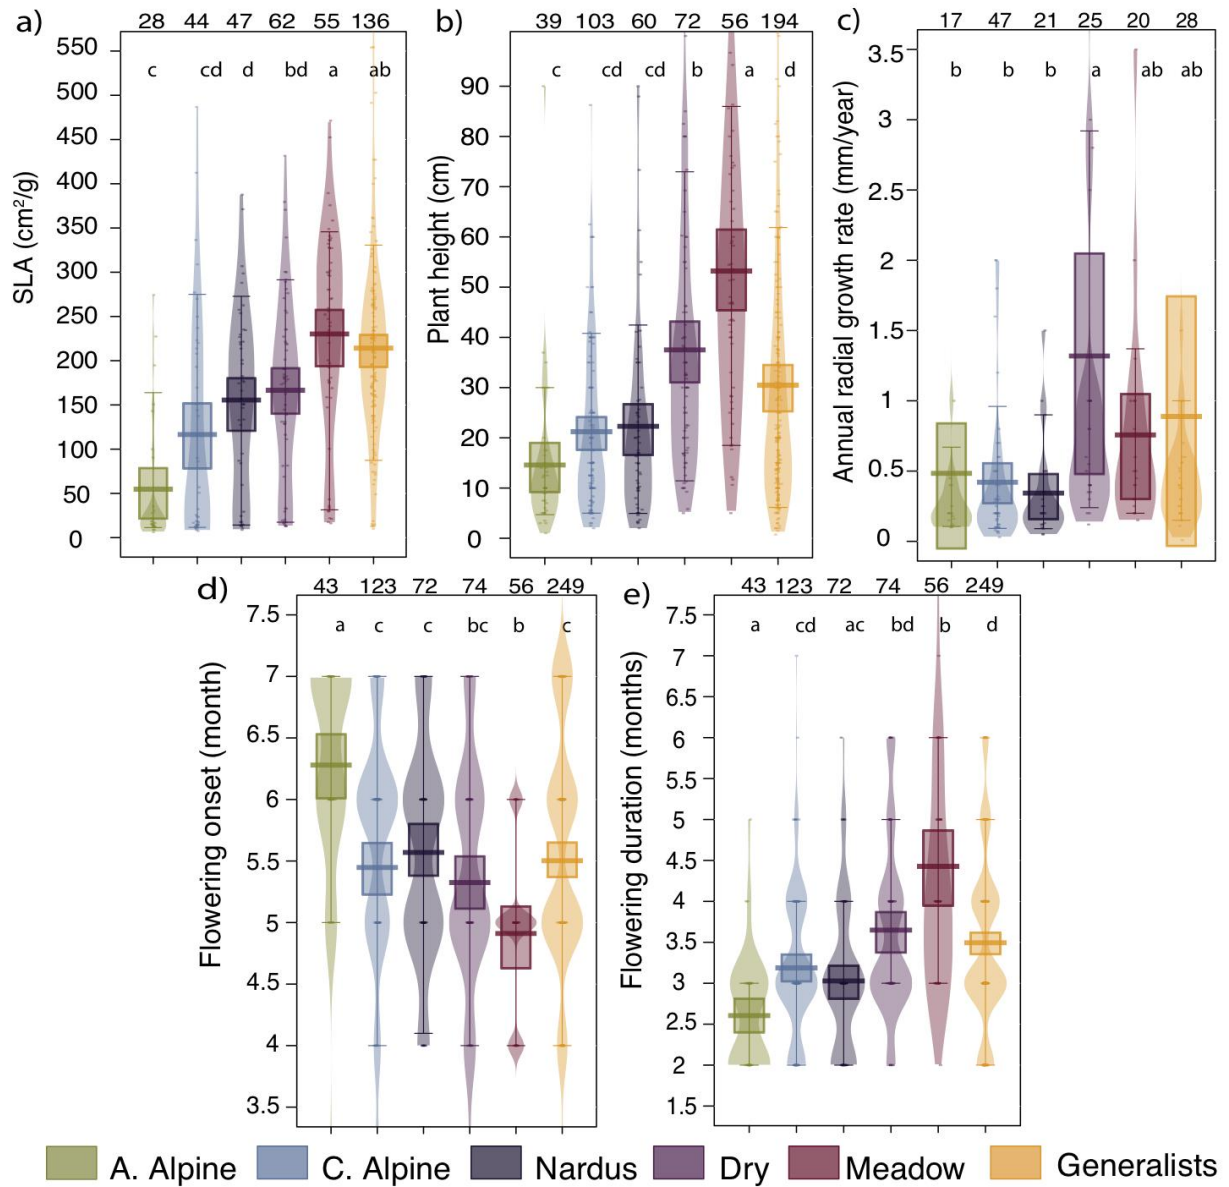 a)
28 44 47 62 55 136
550
500
450
400
350
300
250
200
150
100
50
0
SLA (cm²/g)
c cd d bd a ab
b)
39 103 60 72 56 194
90
80
70
60
50
40
30
20
10
0
Plant height (cm)
c cd cd b a d
c)
17 47 21 25 20 28
3.5
3
2.5
2
1.5
1
0.5
0
Annual radial growth rate (mm/year)
b b b a ab ab
d)
43 123 72 74 56 249
7.5
7
6.5
6
5.5
5
4.5
4
3.5
Flowering onset (month)
a c c bc b c
e)
43 123 72 74 56 249
7
6.5
6
5.5
5
4.5
4
3.5
3
2.5
2
1.5
Flowering duration (months)
a cd ac bd b d
A. Alpine C. Alpine Nardus Dry Meadow Generalists